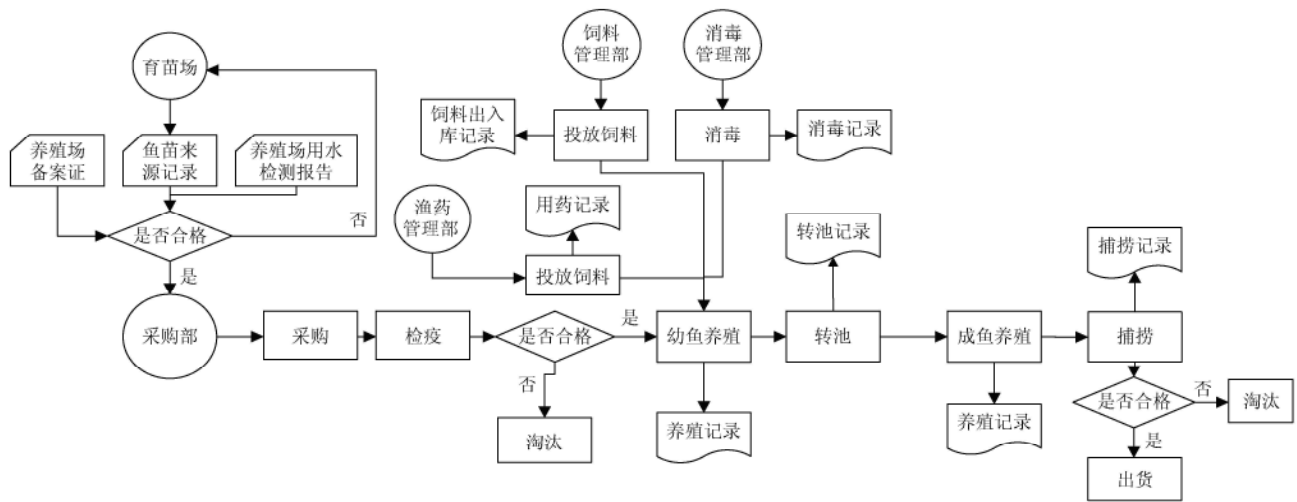 饲料
管理部
消毒
管理部
育苗场
饲料出入
库记录
投放饲料
消毒
消毒记录
养殖场
备案证
鱼苗来
源记录
养殖场用水
检测报告
渔药
管理部
用药记录
转池记录
捕捞记录
是否合格
否
是
投放饲料
采购部
采购
检疫
是否合格
是
幼鱼养殖
转池
成鱼养殖
捕捞
否
淘汰
养殖记录
养殖记录
是否合格
否
淘汰
是
出货